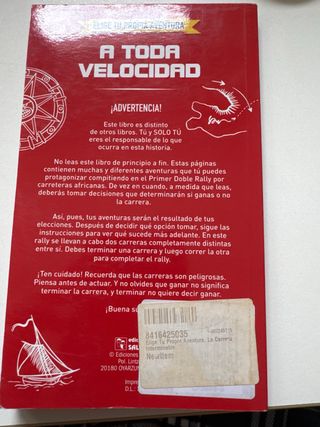 ELIGE TU PROPIA AVENTURA
A TODA
VELOCIDAD
¡ADVERTENCIA!
Este libro es distinto
de otros libros. Tú y SOLO TÚ
eres el responsable de lo que
ocurra en esta historia.
No leas este libro de principio a fin. Estas páginas
contienen muchas y diferentes aventuras que tú puedes
protagonizar compitiendo en el Primer Doble Rally por
carreteras africanas. De vez en cuando, a medida que leas,
deberás tomar decisiones que determinarán si ganas o no
la carrera.
Así, pues, tus aventuras serán el resultado de tus
elecciones. Después de decidir qué opción tomar, sigue las
instrucciones para ver qué sucede más adelante. En este
rally se llevan a cabo dos carreras completamente distintas
entre sí. Debes terminar una carrera y luego correr la otra
para completar el rally.
¡Ten cuidado! Recuerda que las carreras son peligrosas.
Piensa antes de actuar. Y no olvides que ganar no significa
terminar la carrera, y terminar no quiere decir ganar.
¡Buena su
edic
SAL
© Ediciones
Pol. Lintz
20180 OYARZUN
Impre
D.L.:
8416425035
Elige Tu Propia Aventura. La Carrera
Interminable
NewItem